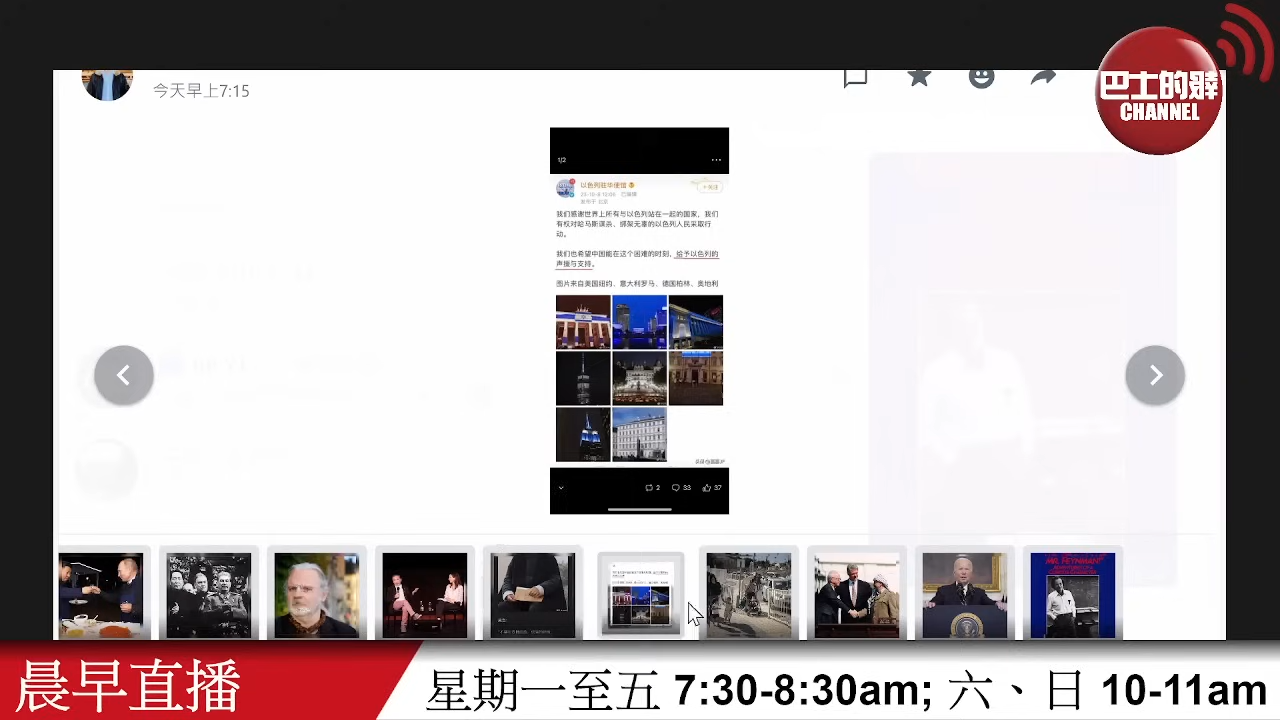 今天早上7:15
巴士的報
CHANNEL
1/2
以色列驻华使馆
+关注
我们感谢世界上所有与以色列站在一起的国家，我们
有权对哈马斯谋杀、绑架无辜的以色列人民采取行
动。
我们也希望中国能在这个困难的时刻，给予以色列的
声援与支持。
图片来自美国纽约、意大利罗马、德国柏林、奥地利
2 33 37
MR. FEYNMAN!
晨早直播
星期一至五 7:30-8:30am; 六、日 10-11am